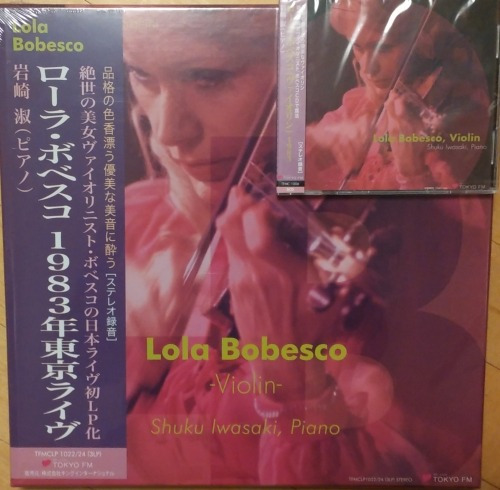 Lola
Bobesco
品格の色香漂う優美な美音に酔う[ステレオ録音]
絶世の美女ヴァイオリニスト・ボベスコの日本ライヴ初LP化
ローラ・ボベスコ 1983年東京ライヴ
岩崎 淑(ピアノ)
TFMCLP 1022/24 (3LP)
TOKYO FM
Lola Bobesco
-Violin-
Shuku Iwasaki, Piano
TOKYO FM
Lola Bobesco, Violin
Shuku Iwasaki, Piano
TOKYO FM